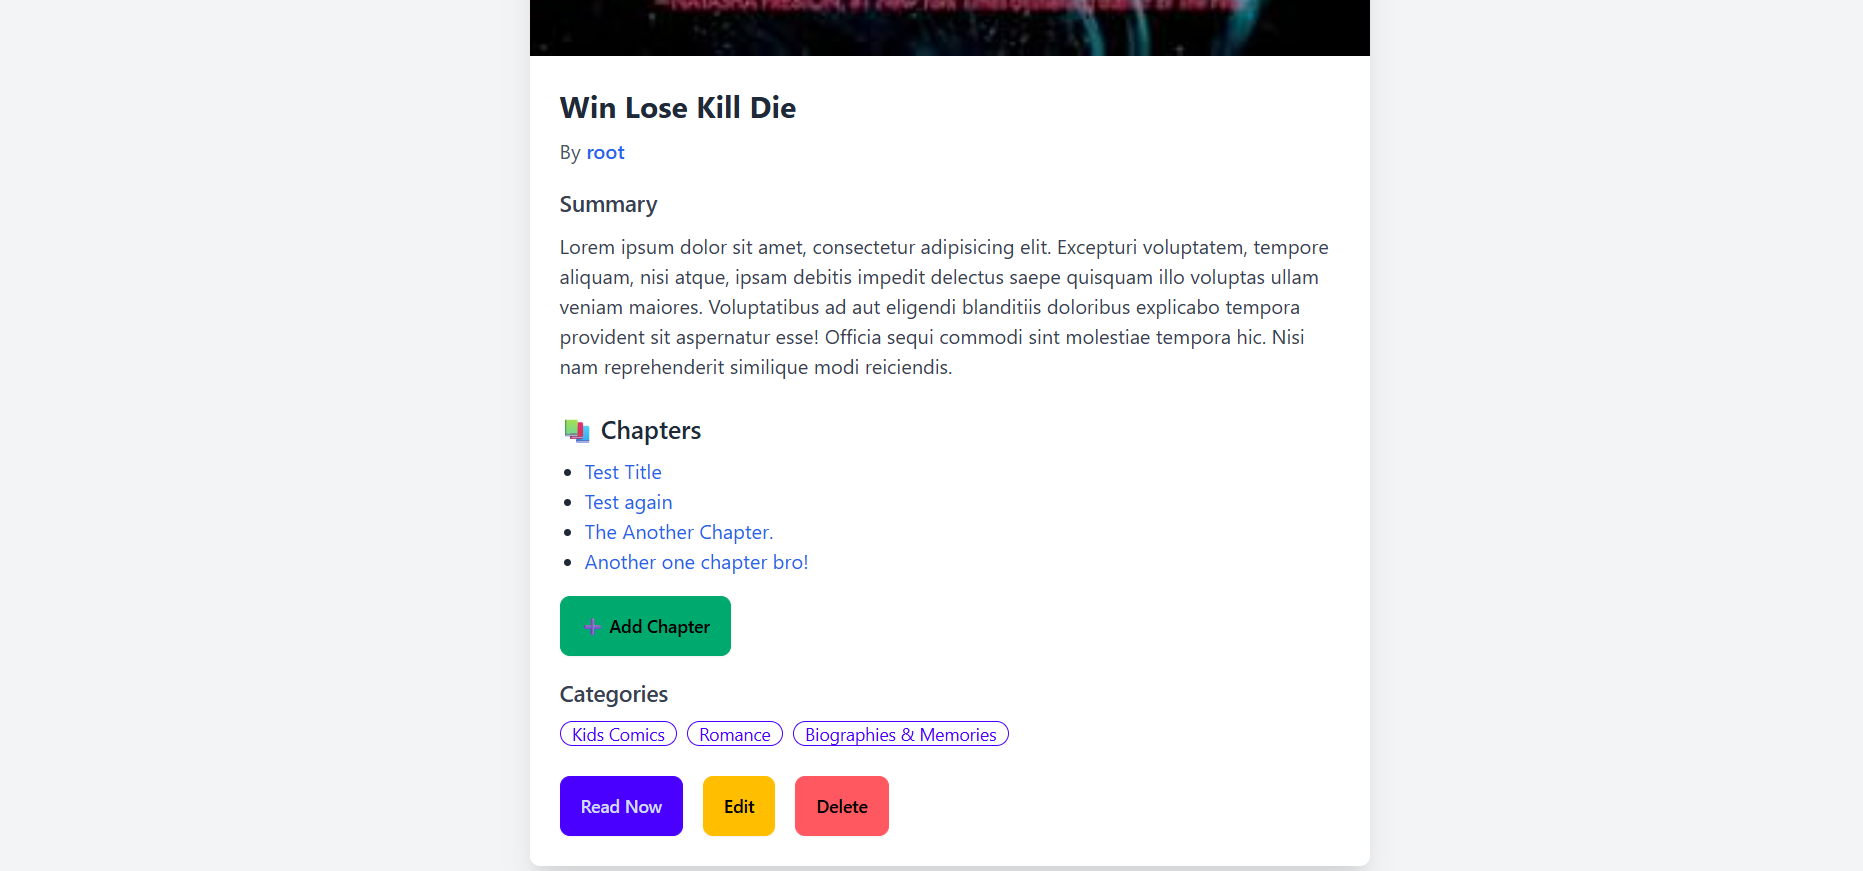 Win Lose Kill Die
By root
Summary
Lorem ipsum dolor sit amet, consectetur adipisicing elit. Excepturi voluptatem, tempore
aliquam, nisi atque, ipsam debitis impedit delectus saepe quisquam illo voluptas ullam
veniam maiores. Voluptatibus ad aut eligendi blanditiis doloribus explicabo tempora
provident sit aspernatur esse! Officia sequi commodi sint molestiae tempora hic. Nisi
nam reprehenderit similique modi reiciendis.
📚 Chapters
• Test Title
• Test again
• The Another Chapter.
• Another one chapter bro!
➕ Add Chapter
Categories
Kids Comics Romance Biographies & Memories
Read Now Edit Delete